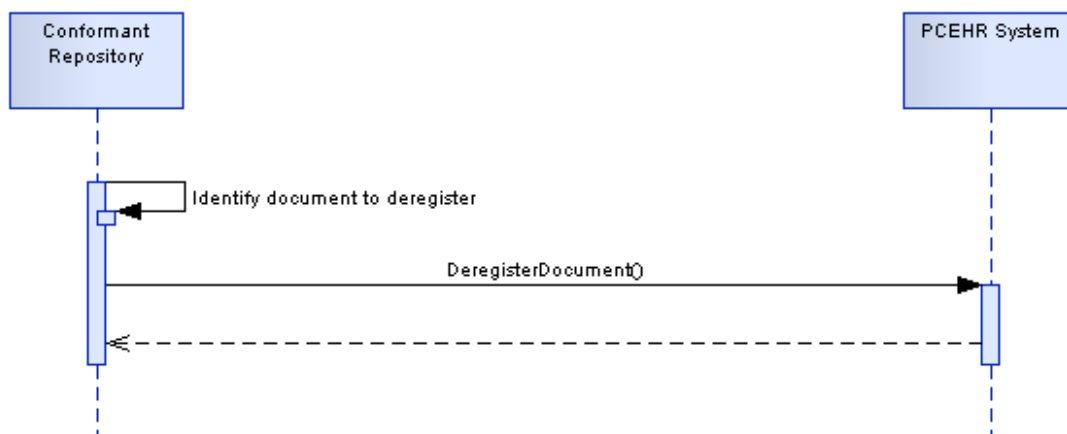 Conformant
Repository
PCEHR System
Identify document to deregister
DeregisterDocument()